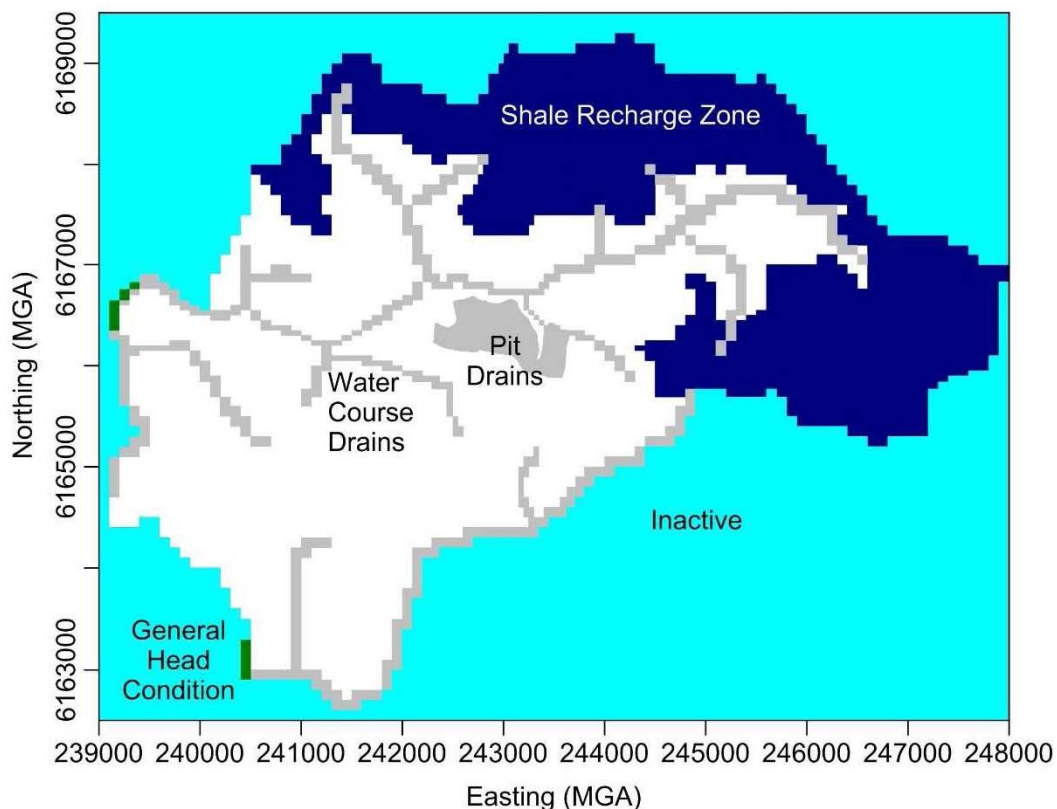 6169000
6167000
6165000
6163000
Northing (MGA)
Shale Recharge Zone
Pit
Drains
Water
Course
Drains
Inactive
General
Head
Condition
239000 240000 241000 242000 243000 244000 245000 246000 247000 248000
Easting (MGA)